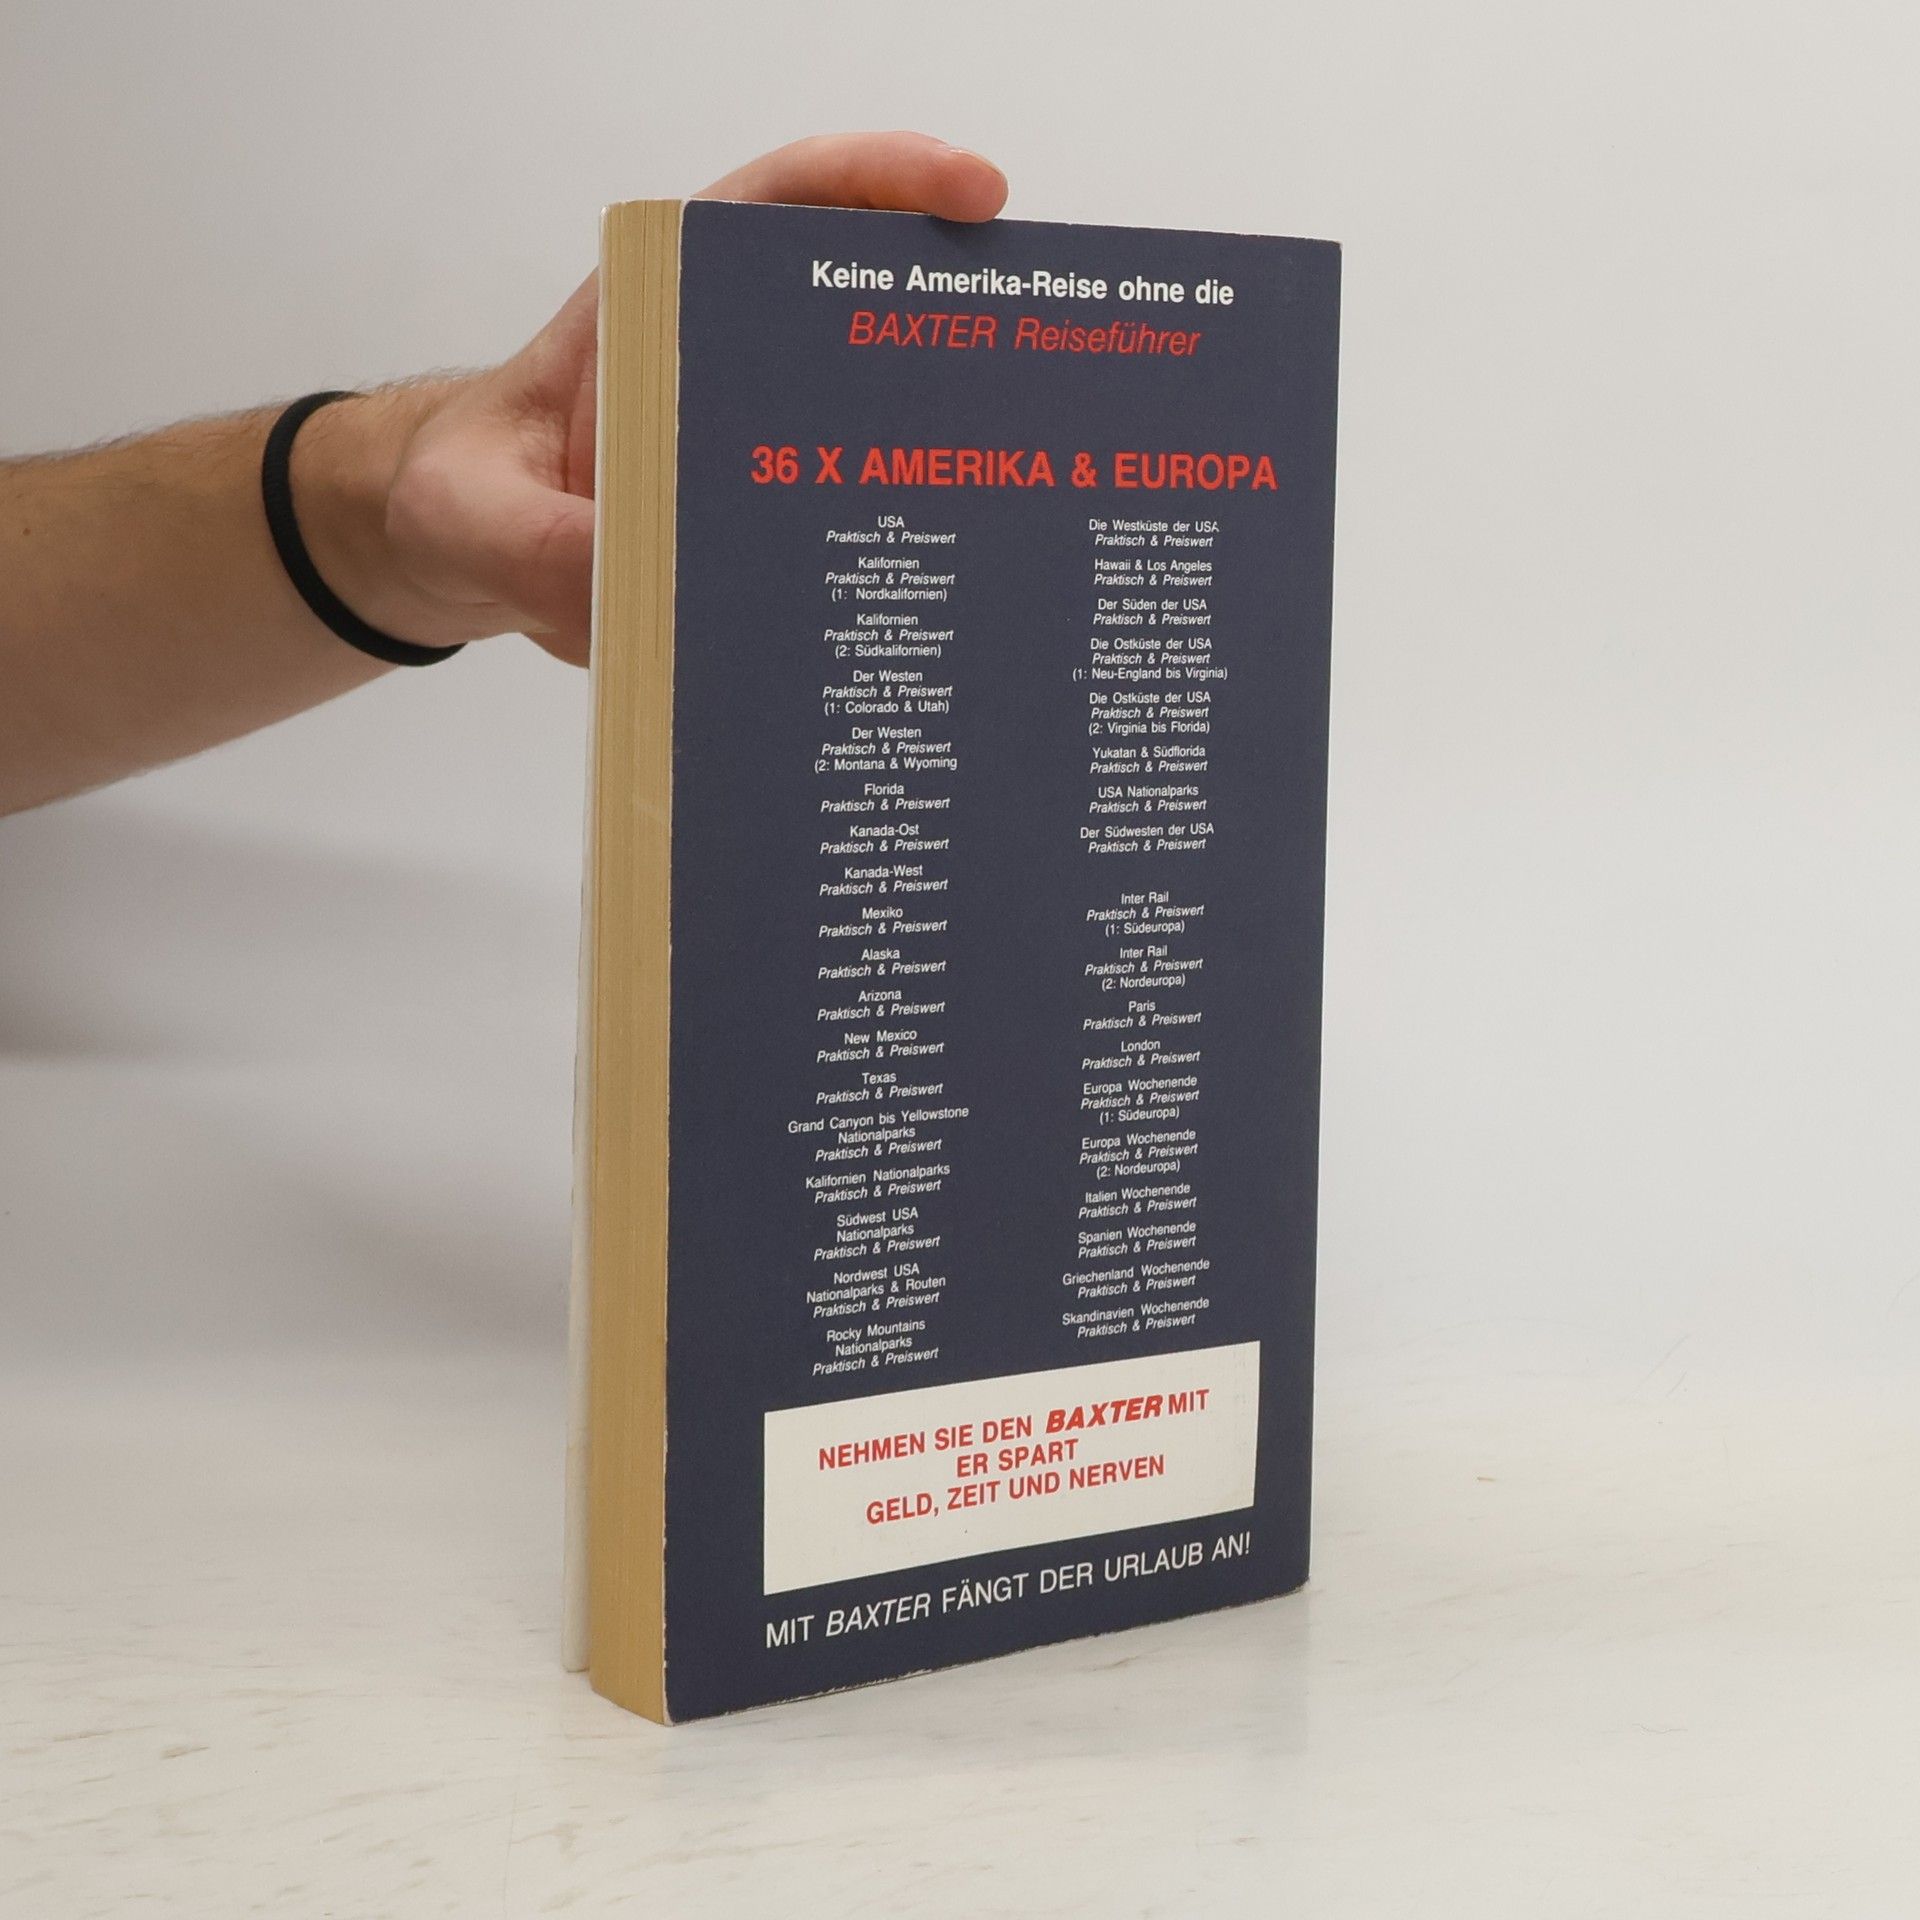 Keine Amerika-Reise ohne die
BAXTER Reiseführer
36 X AMERIKA & EUROPA
USA
Praktisch & Preiswert
Kalifornien
Praktisch & Preiswert
(1: Nordkalifornien)
Kalifornien
Praktisch & Preiswert
(2: Südkalifornien)
Der Westen
Praktisch & Preiswert
(1: Colorado & Utah)
Der Westen
Praktisch & Preiswert
(2: Montana & Wyoming
Florida
Praktisch & Preiswert
Kanada-Ost
Praktisch & Preiswert
Kanada-West
Praktisch & Preiswert
Mexiko
Praktisch & Preiswert
Alaska
Praktisch & Preiswert
Arizona
Praktisch & Preiswert
New Mexico
Praktisch & Preiswert
Texas
Praktisch & Preiswert
Grand Canyon bis Yellowstone
Nationalparks
Praktisch & Preiswert
Kalifornien Nationalparks
Praktisch & Preiswert
Südwest USA
Nationalparks
Praktisch & Preiswert
Nordwest USA
Nationalparks & Routen
Praktisch & Preiswert
Rocky Mountains
Nationalparks
Praktisch & Preiswert
Die Westküste der USA
Praktisch & Preiswert
Hawaii & Los Angeles
Praktisch & Preiswert
Der Süden der USA
Praktisch & Preiswert
Die Ostküste der USA
Praktisch & Preiswert
(1: Neu-England bis Virginia)
Die Ostküste der USA
Praktisch & Preiswert
(2: Virginia bis Florida)
Yukatan & Südflorida
Praktisch & Preiswert
USA Nationalparks
Praktisch & Preiswert
Der Südwesten der USA
Praktisch & Preiswert
Inter Rail
Praktisch & Preiswert
(1: Südeuropa)
Inter Rail
Praktisch & Preiswert
(2: Nordeuropa)
Paris
Praktisch & Preiswert
London
Praktisch & Preiswert
Europa Wochenende
Praktisch & Preiswert
(1: Südeuropa)
Europa Wochenende
Praktisch & Preiswert
(2: Nordeuropa)
Italien Wochenende
Praktisch & Preiswert
Spanien Wochenende
Praktisch & Preiswert
Griechenland Wochenende
Praktisch & Preiswert
Skandinavien Wochenende
Praktisch & Preiswert
NEHMEN SIE DEN BAXTER MIT
ER SPART
GELD, ZEIT UND NERVEN
MIT BAXTER FÄNGT DER URLAUB AN!